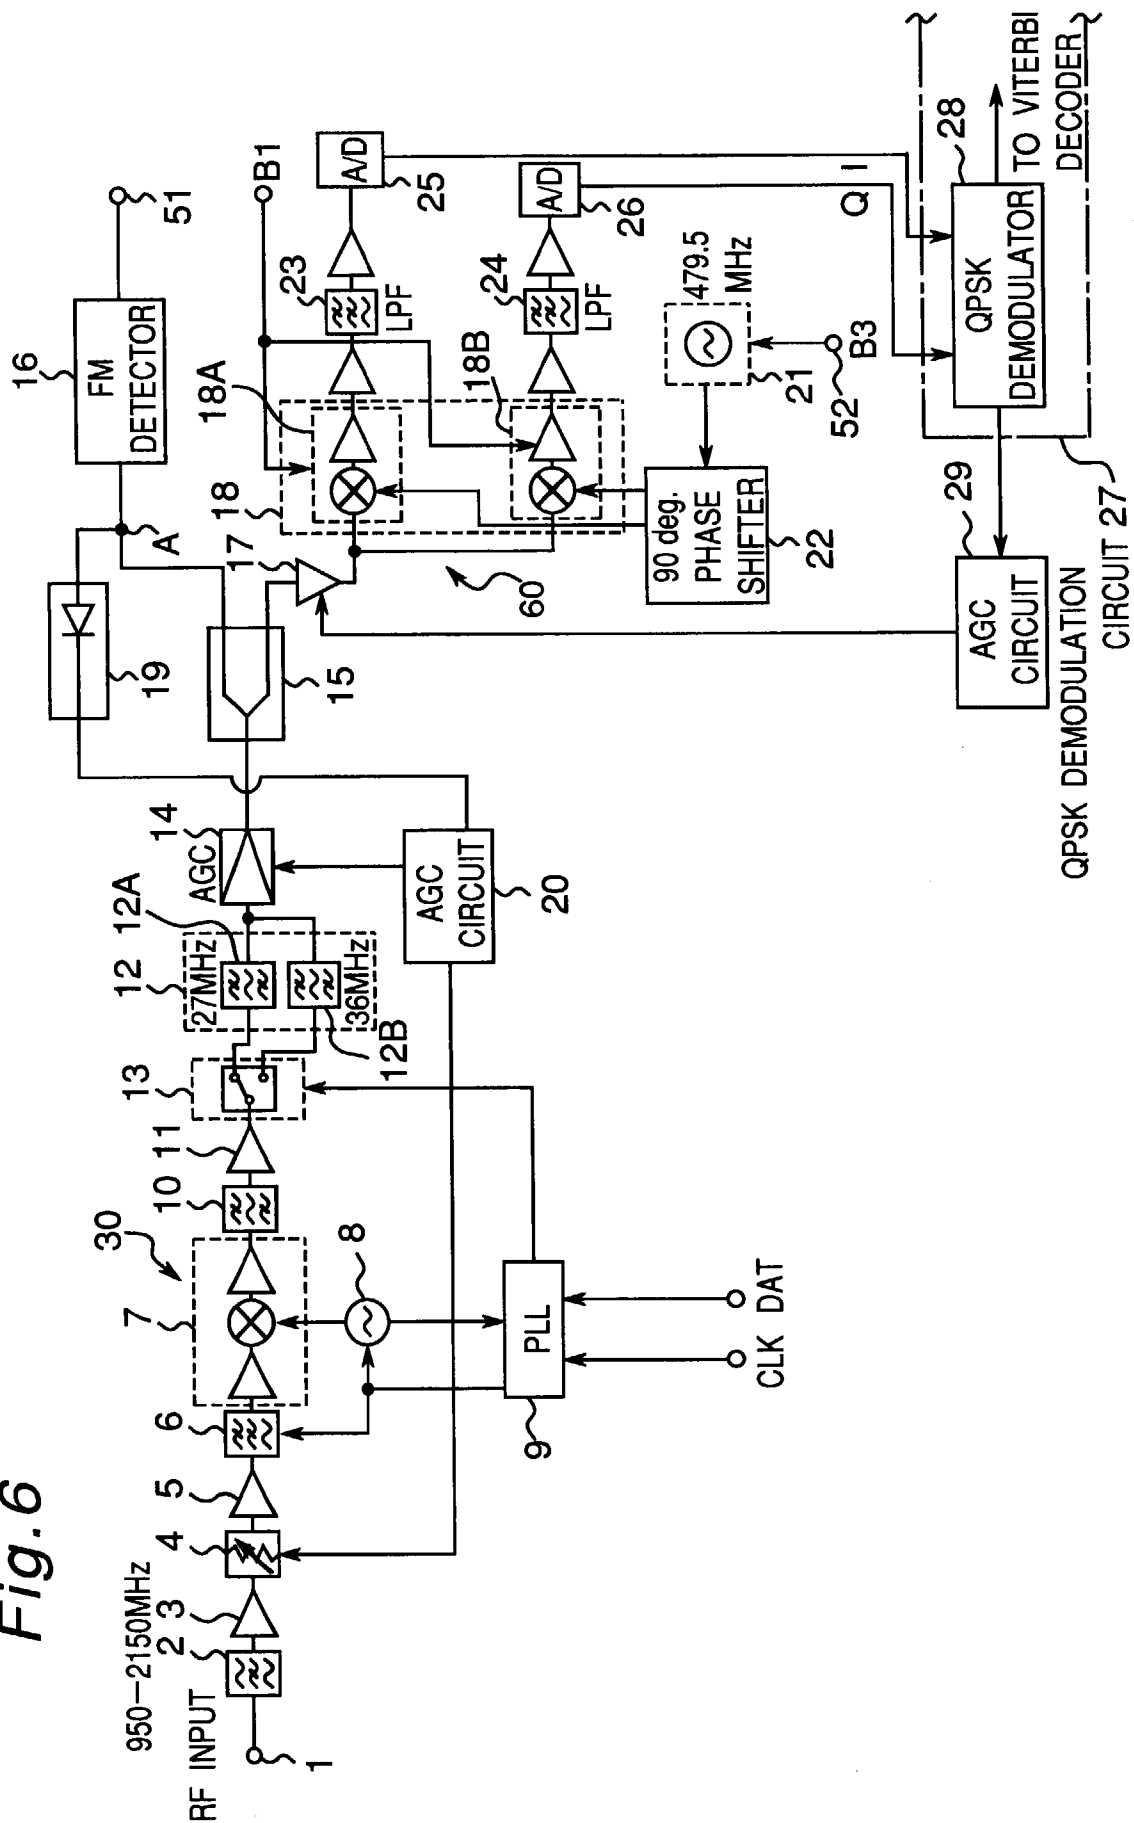 Fig.6
950-2150MHz
RF INPUT
1
2
3
4
5
6
7
30
8
9
PLL
CLK
DAT
10
11
13
12
27MHz
12A
36MHz
12B
14
AGC
AGC
CIRCUIT
20
15
19
A
16
FM
DETECTOR
51
17
60
18
18A
18B
B1
23
LPF
24
LPF
A/D
25
A/D
26
90 deg.
PHASE
SHIFTER
22
479.5
MHz
21
52
B3
I
Q
QPSK
DEMODULATOR
28
TO VITERBI
DECODER
29
AGC
CIRCUIT
QPSK DEMODULATION
CIRCUIT 27